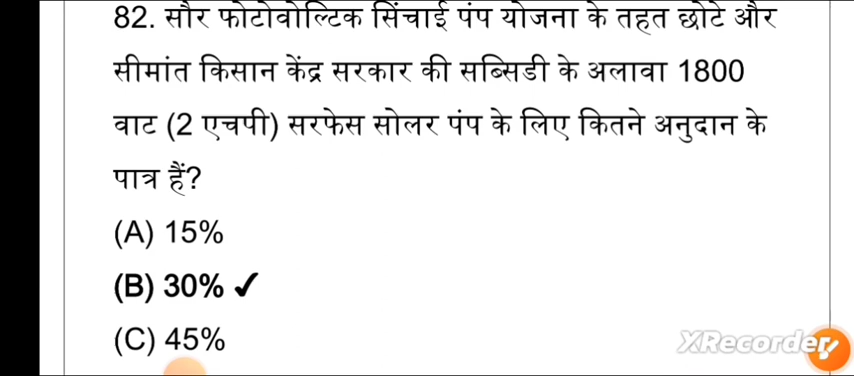 82. सौर फोटोवोल्टिक सिंचाई पंप योजना के तहत छोटे और
सीमांत किसान केंद्र सरकार की सब्सिडी के अलावा 1800
वाट (2 एचपी) सरफेस सोलर पंप के लिए कितने अनुदान के
पात्र हैं?
(A) 15%
(B) 30% ✓
(C) 45%
XRecorder